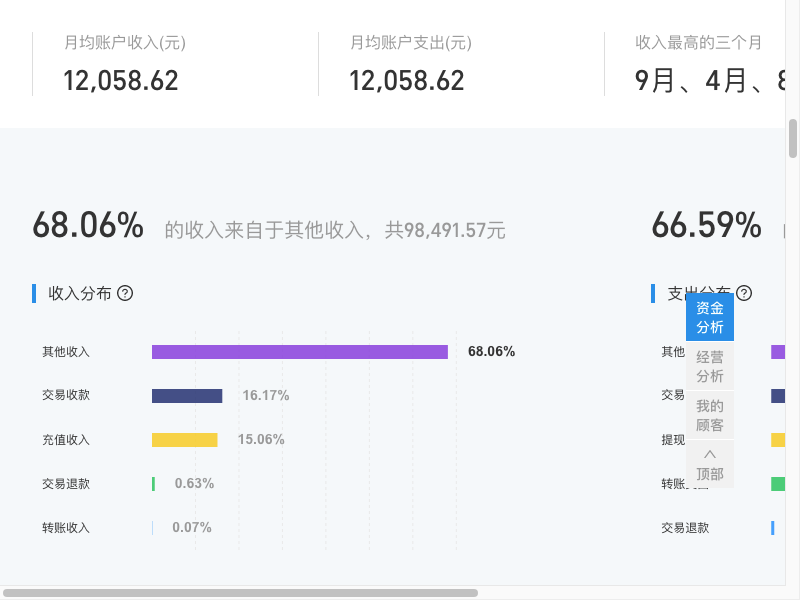 月均账户收入(元)
月均账户支出(元)
收入最高的三个月
12,058.62
12,058.62
9月、4月、8
68.06% 的收入来自于其他收入，共98,491.57元
66.59%
收入分布
支出分布
其他收入 68.06%
交易收款 16.17%
充值收入 15.06%
交易退款 0.63%
转账收入 0.07%
其他
交易
提现
转账
交易退款
资金
分析
经营
分析
我的
顾客
顶部